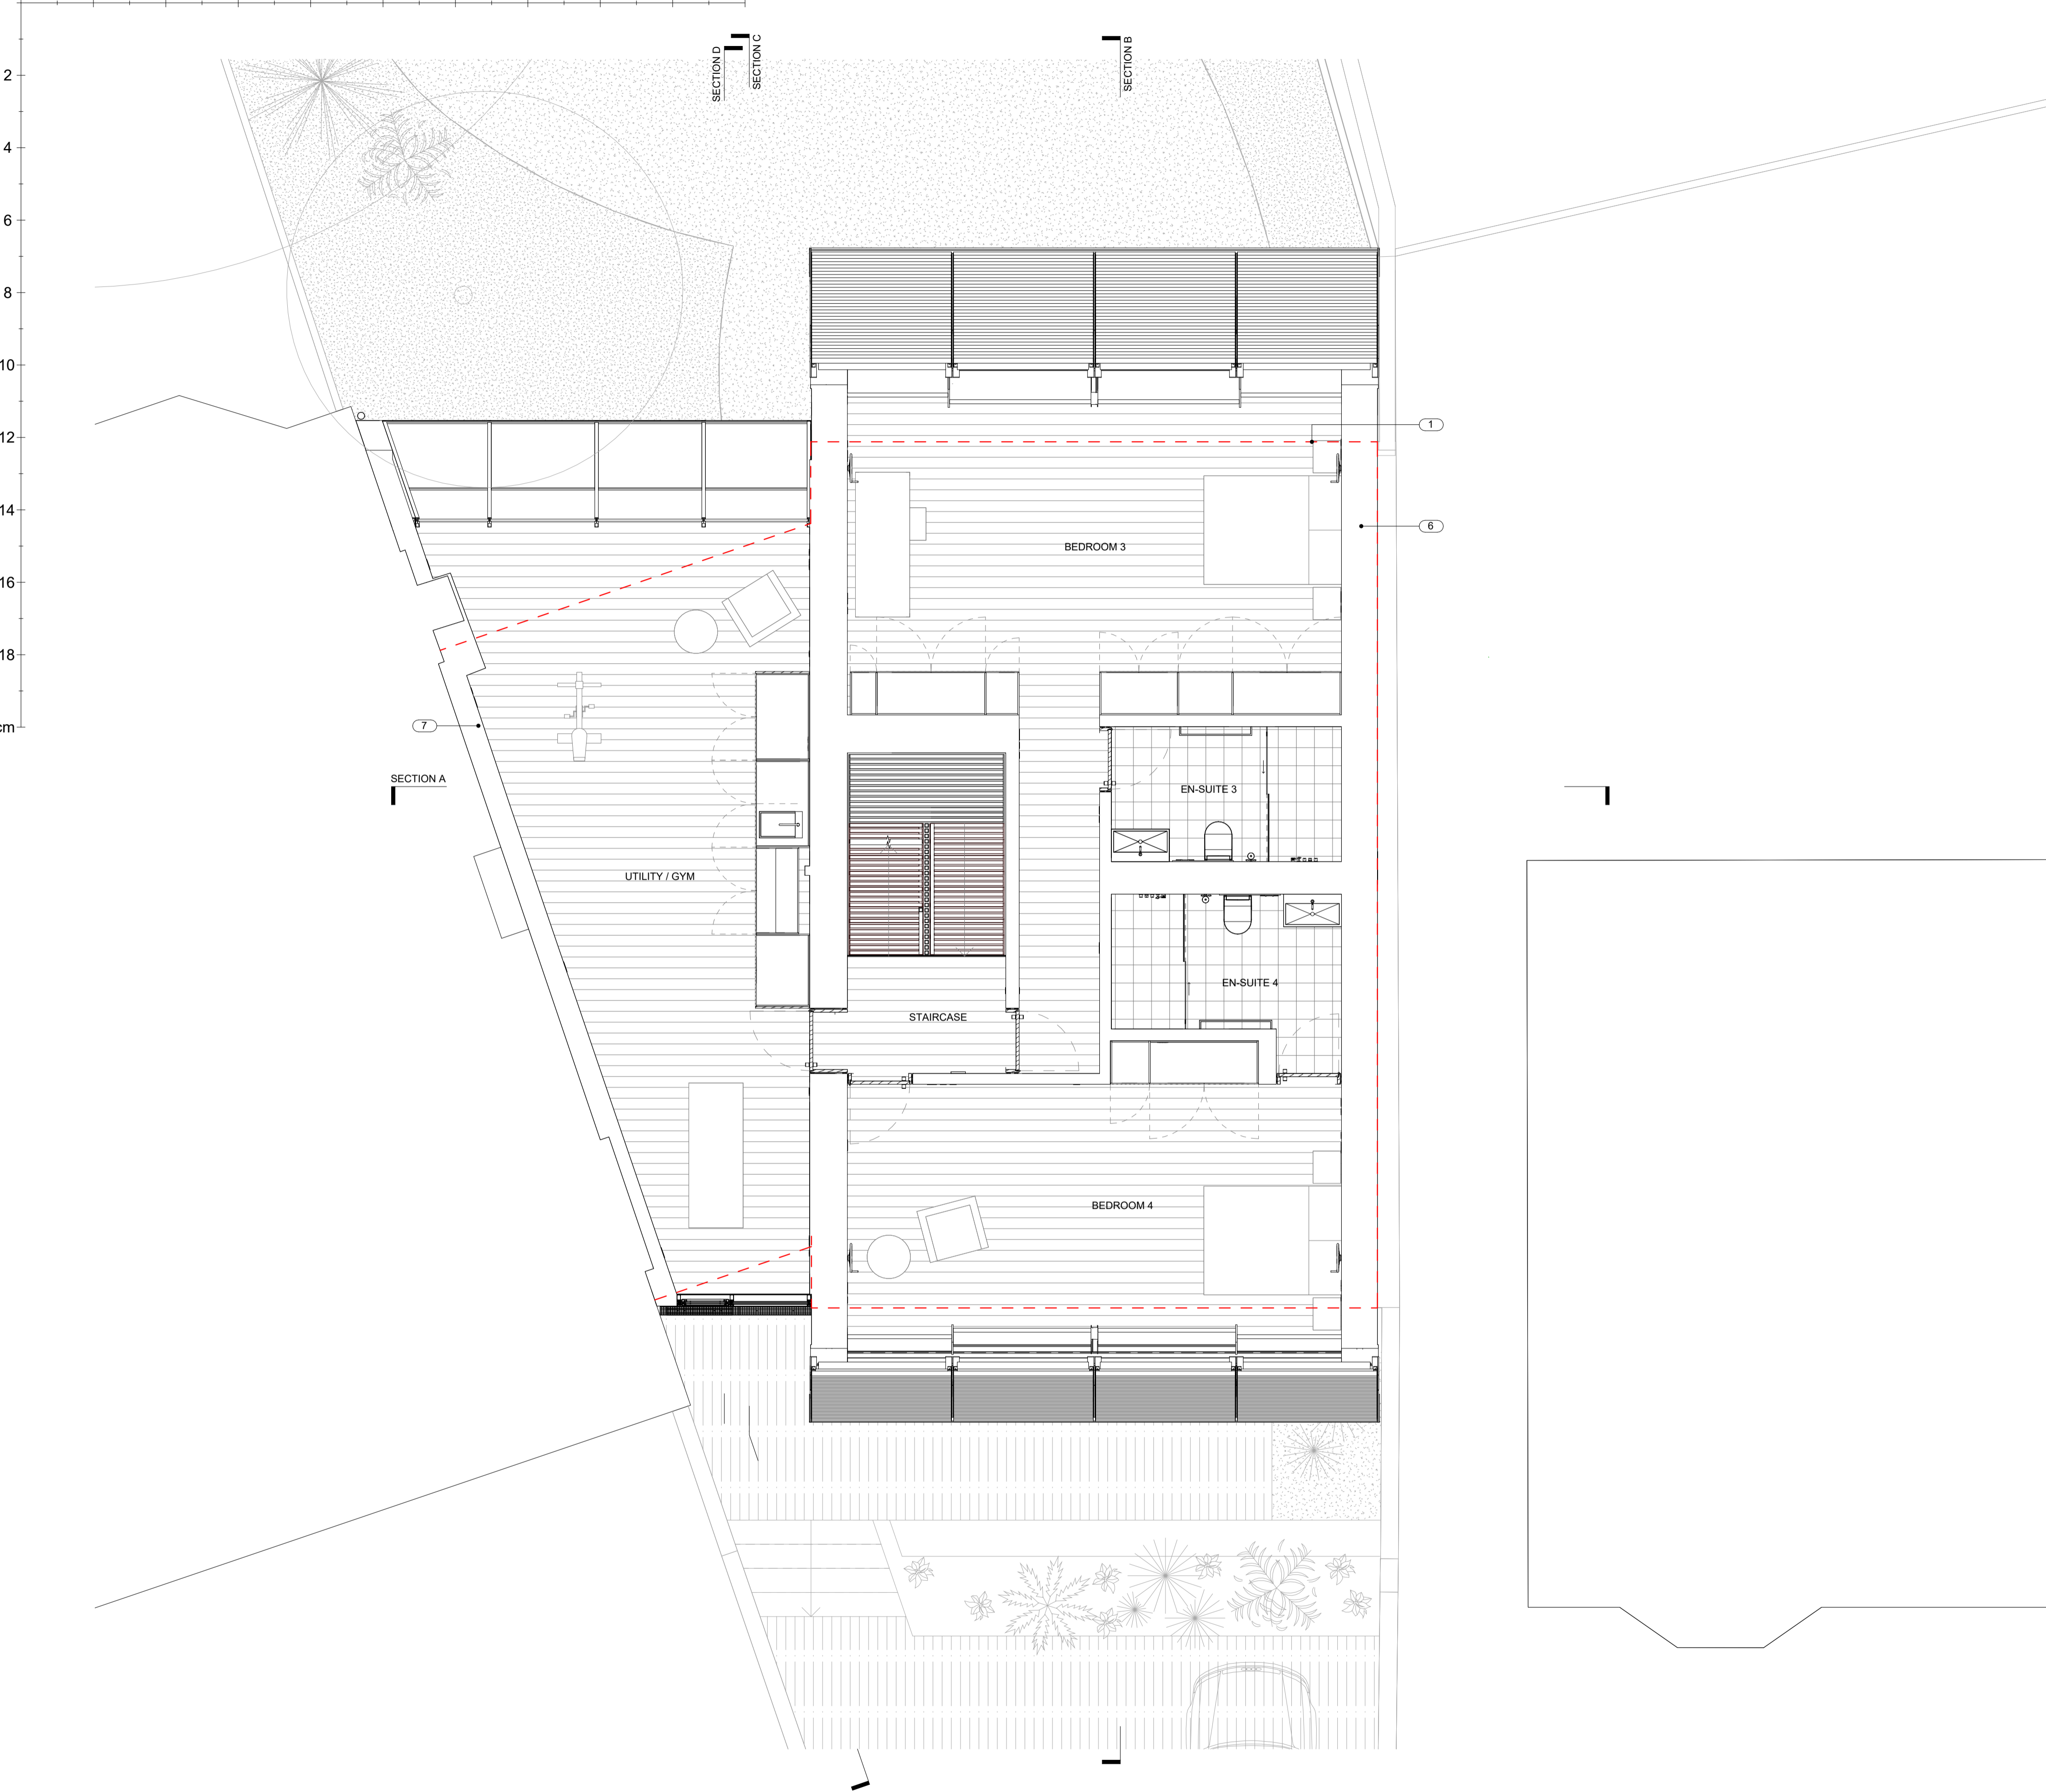 SECTION D
SECTION C
SECTION B
2
4
6
8
10
12
14
16
18
cm
1
6
BEDROOM 3
7
SECTION A
EN-SUITE 3
UTILITY / GYM
EN-SUITE 4
STAIRCASE
BEDROOM 4